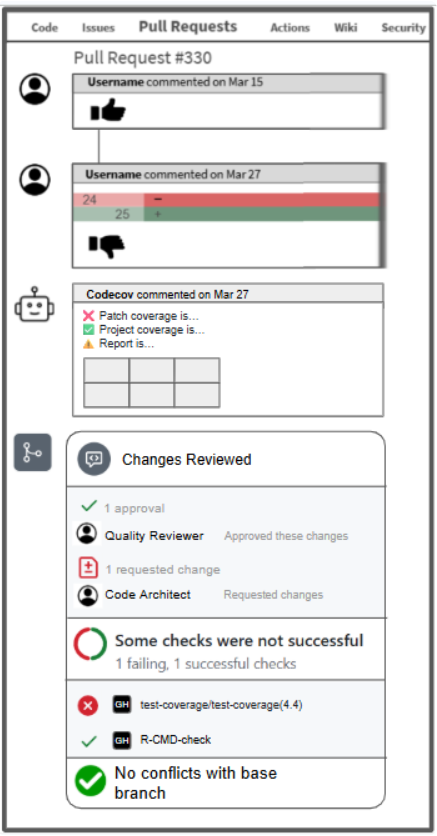 Code Issues Pull Requests Actions Wiki Security
Pull Request #330
Username commented on Mar 15
Username commented on Mar 27
24 −
25 +
Codecov commented on Mar 27
Patch coverage is...
Project coverage is...
Report is...
Changes Reviewed
1 approval
Quality Reviewer Approved these changes
1 requested change
Code Architect Requested changes
Some checks were not successful
1 failing, 1 successful checks
GH test-coverage/test-coverage(4.4)
GH R-CMD-check
No conflicts with base
branch